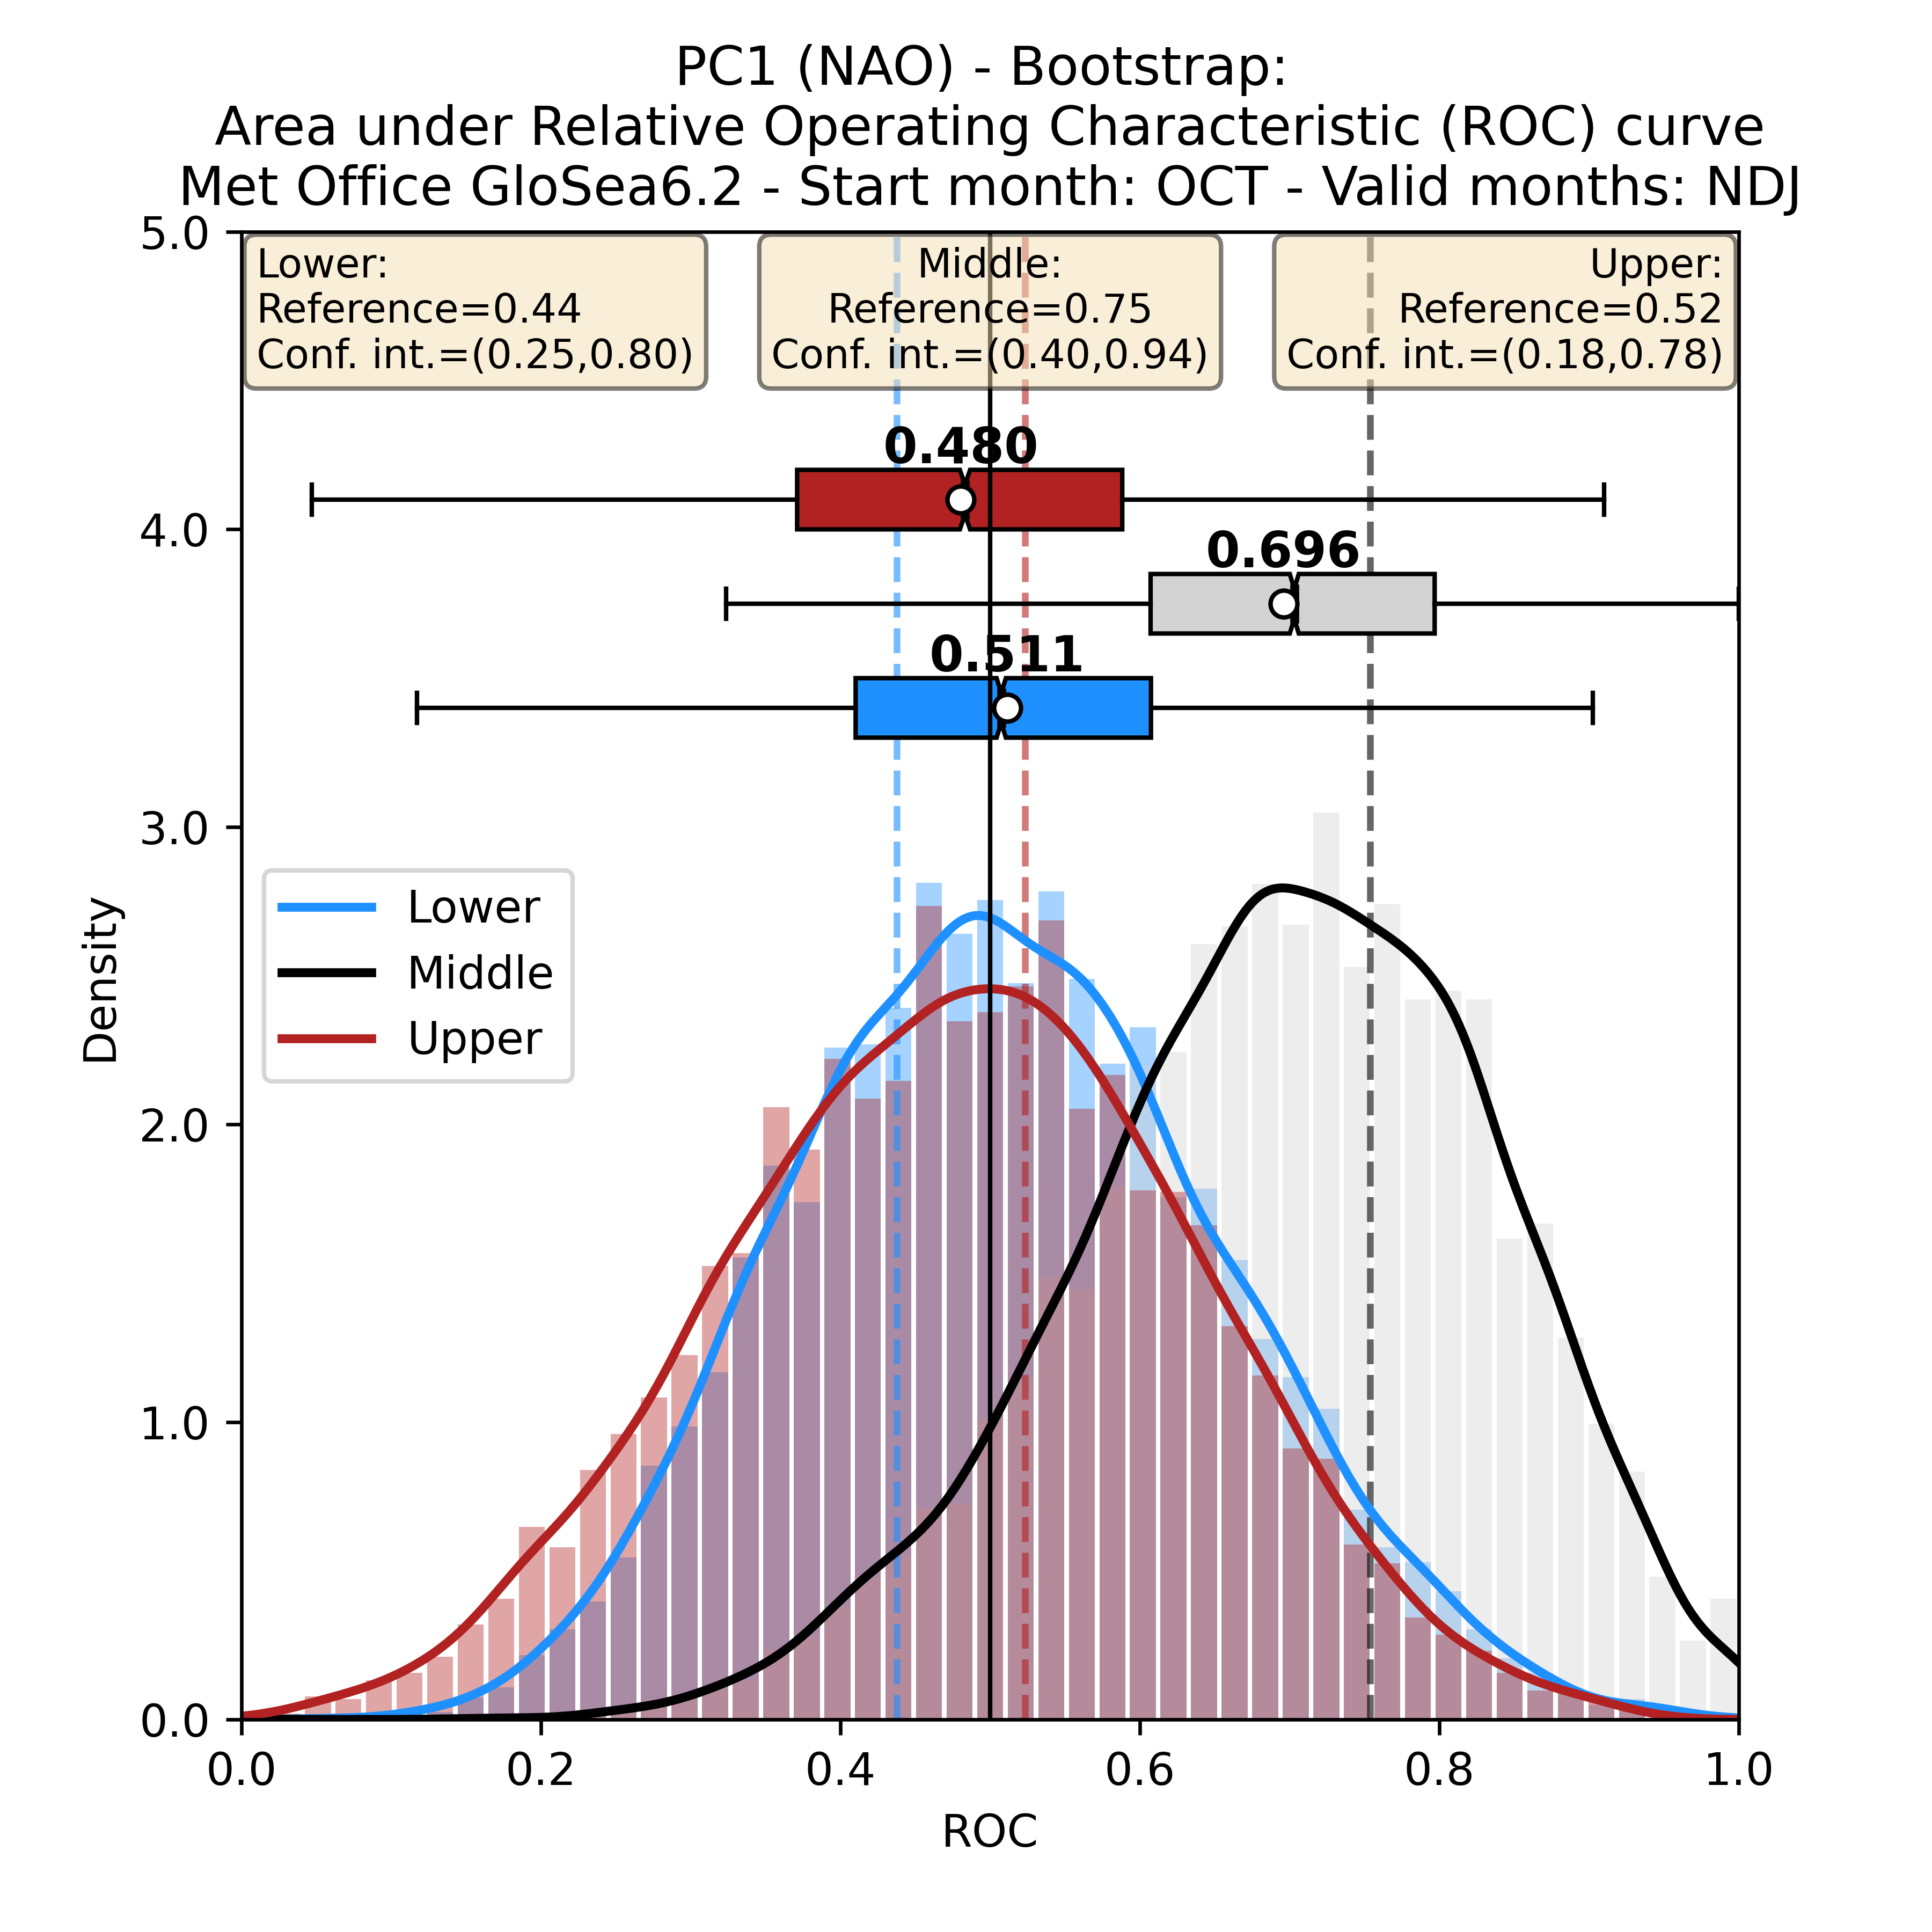 PC1 (NAO) - Bootstrap:
Area under Relative Operating Characteristic (ROC) curve
Met Office GloSea6.2 - Start month: OCT - Valid months: NDJ
Lower:
Reference=0.44
Conf. int.=(0.25,0.80)
Middle:
Reference=0.75
Conf. int.=(0.40,0.94)
Upper:
Reference=0.52
Conf. int.=(0.18,0.78)
0.480
0.696
0.511
Lower
Middle
Upper
Density
5.0
4.0
3.0
2.0
1.0
0.0
0.0 0.2 0.4 0.6 0.8 1.0
ROC